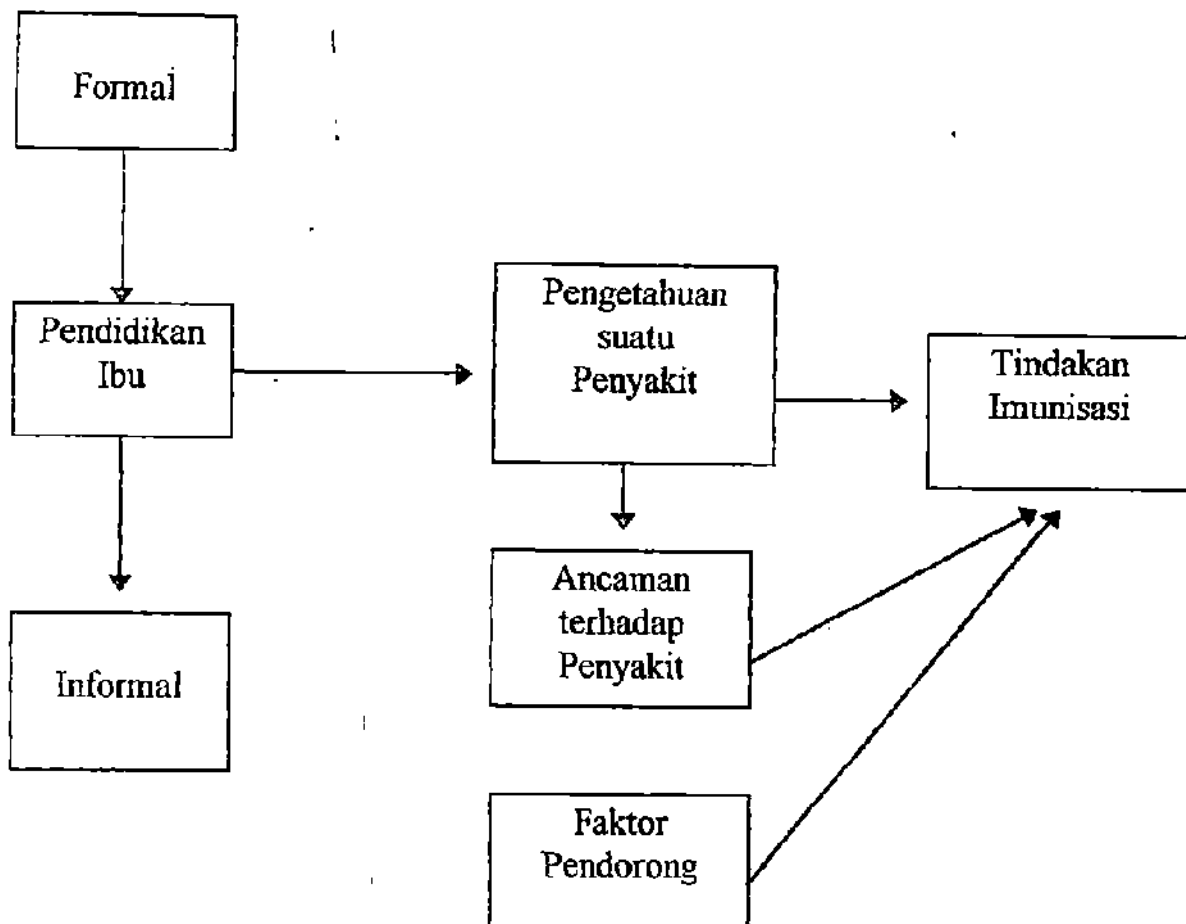 Formal
Pendidikan
Ibu
Informal
Pengetahuan
suatu
Penyakit
Ancaman
terhadap
Penyakit
Faktor
Pendorong
Tindakan
Imunisasi